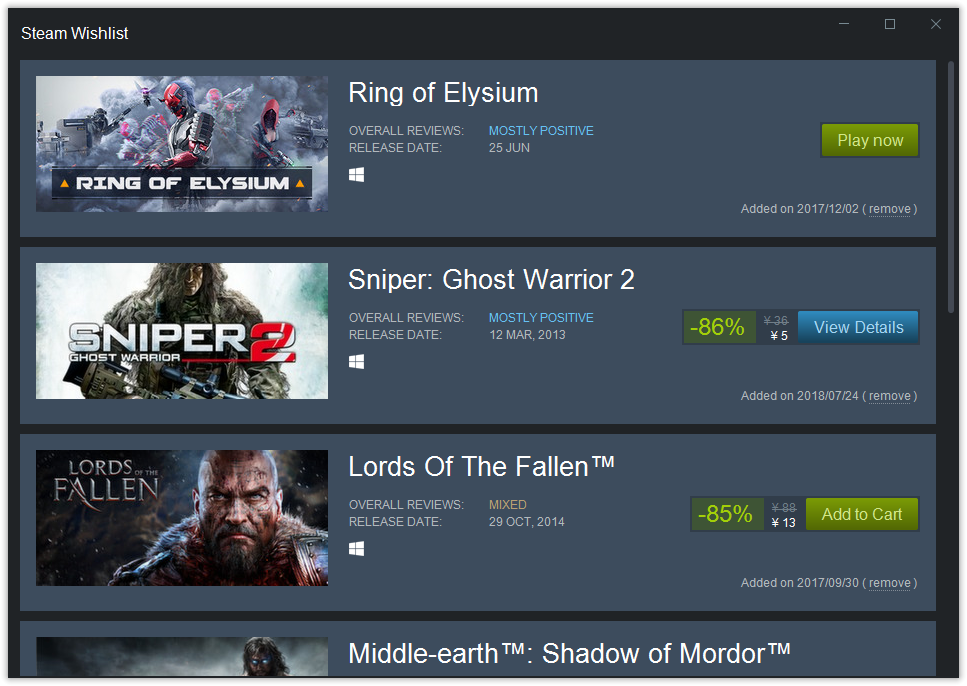 Steam Wishlist
RING OF ELYSIUM
Ring of Elysium
OVERALL REVIEWS: MOSTLY POSITIVE
RELEASE DATE: 25 JUN
Play now
Added on 2017/12/02 ( remove )
SNIPER 2
GHOST WARRIOR
Sniper: Ghost Warrior 2
OVERALL REVIEWS: MOSTLY POSITIVE
RELEASE DATE: 12 MAR, 2013
-86%
¥ 36
¥ 5
View Details
Added on 2018/07/24 ( remove )
LORDS OF THE
FALLEN
Lords Of The Fallen™
OVERALL REVIEWS: MIXED
RELEASE DATE: 29 OCT, 2014
-85%
¥ 88
¥ 13
Add to Cart
Added on 2017/09/30 ( remove )
Middle-earth™: Shadow of Mordor™